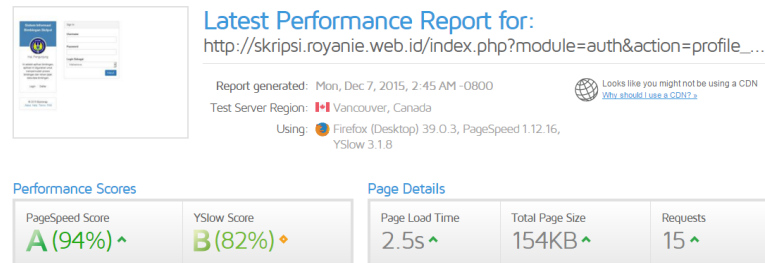 Latest Performance Report for:
http://skripsi.royanie.web.id/index.php?module=auth&action=profile_...
Report generated: Mon, Dec 7, 2015, 2:45 AM -0800
Test Server Region: Vancouver, Canada
Using: Firefox (Desktop) 39.0.3, PageSpeed 1.12.16,
YSlow 3.1.8
Looks like you might not be using a CDN
Why should I use a CDN? »
Performance Scores
PageSpeed Score
A (94%)
YSlow Score
B (82%)
Page Details
Page Load Time
2.5s
Total Page Size
154KB
Requests
15